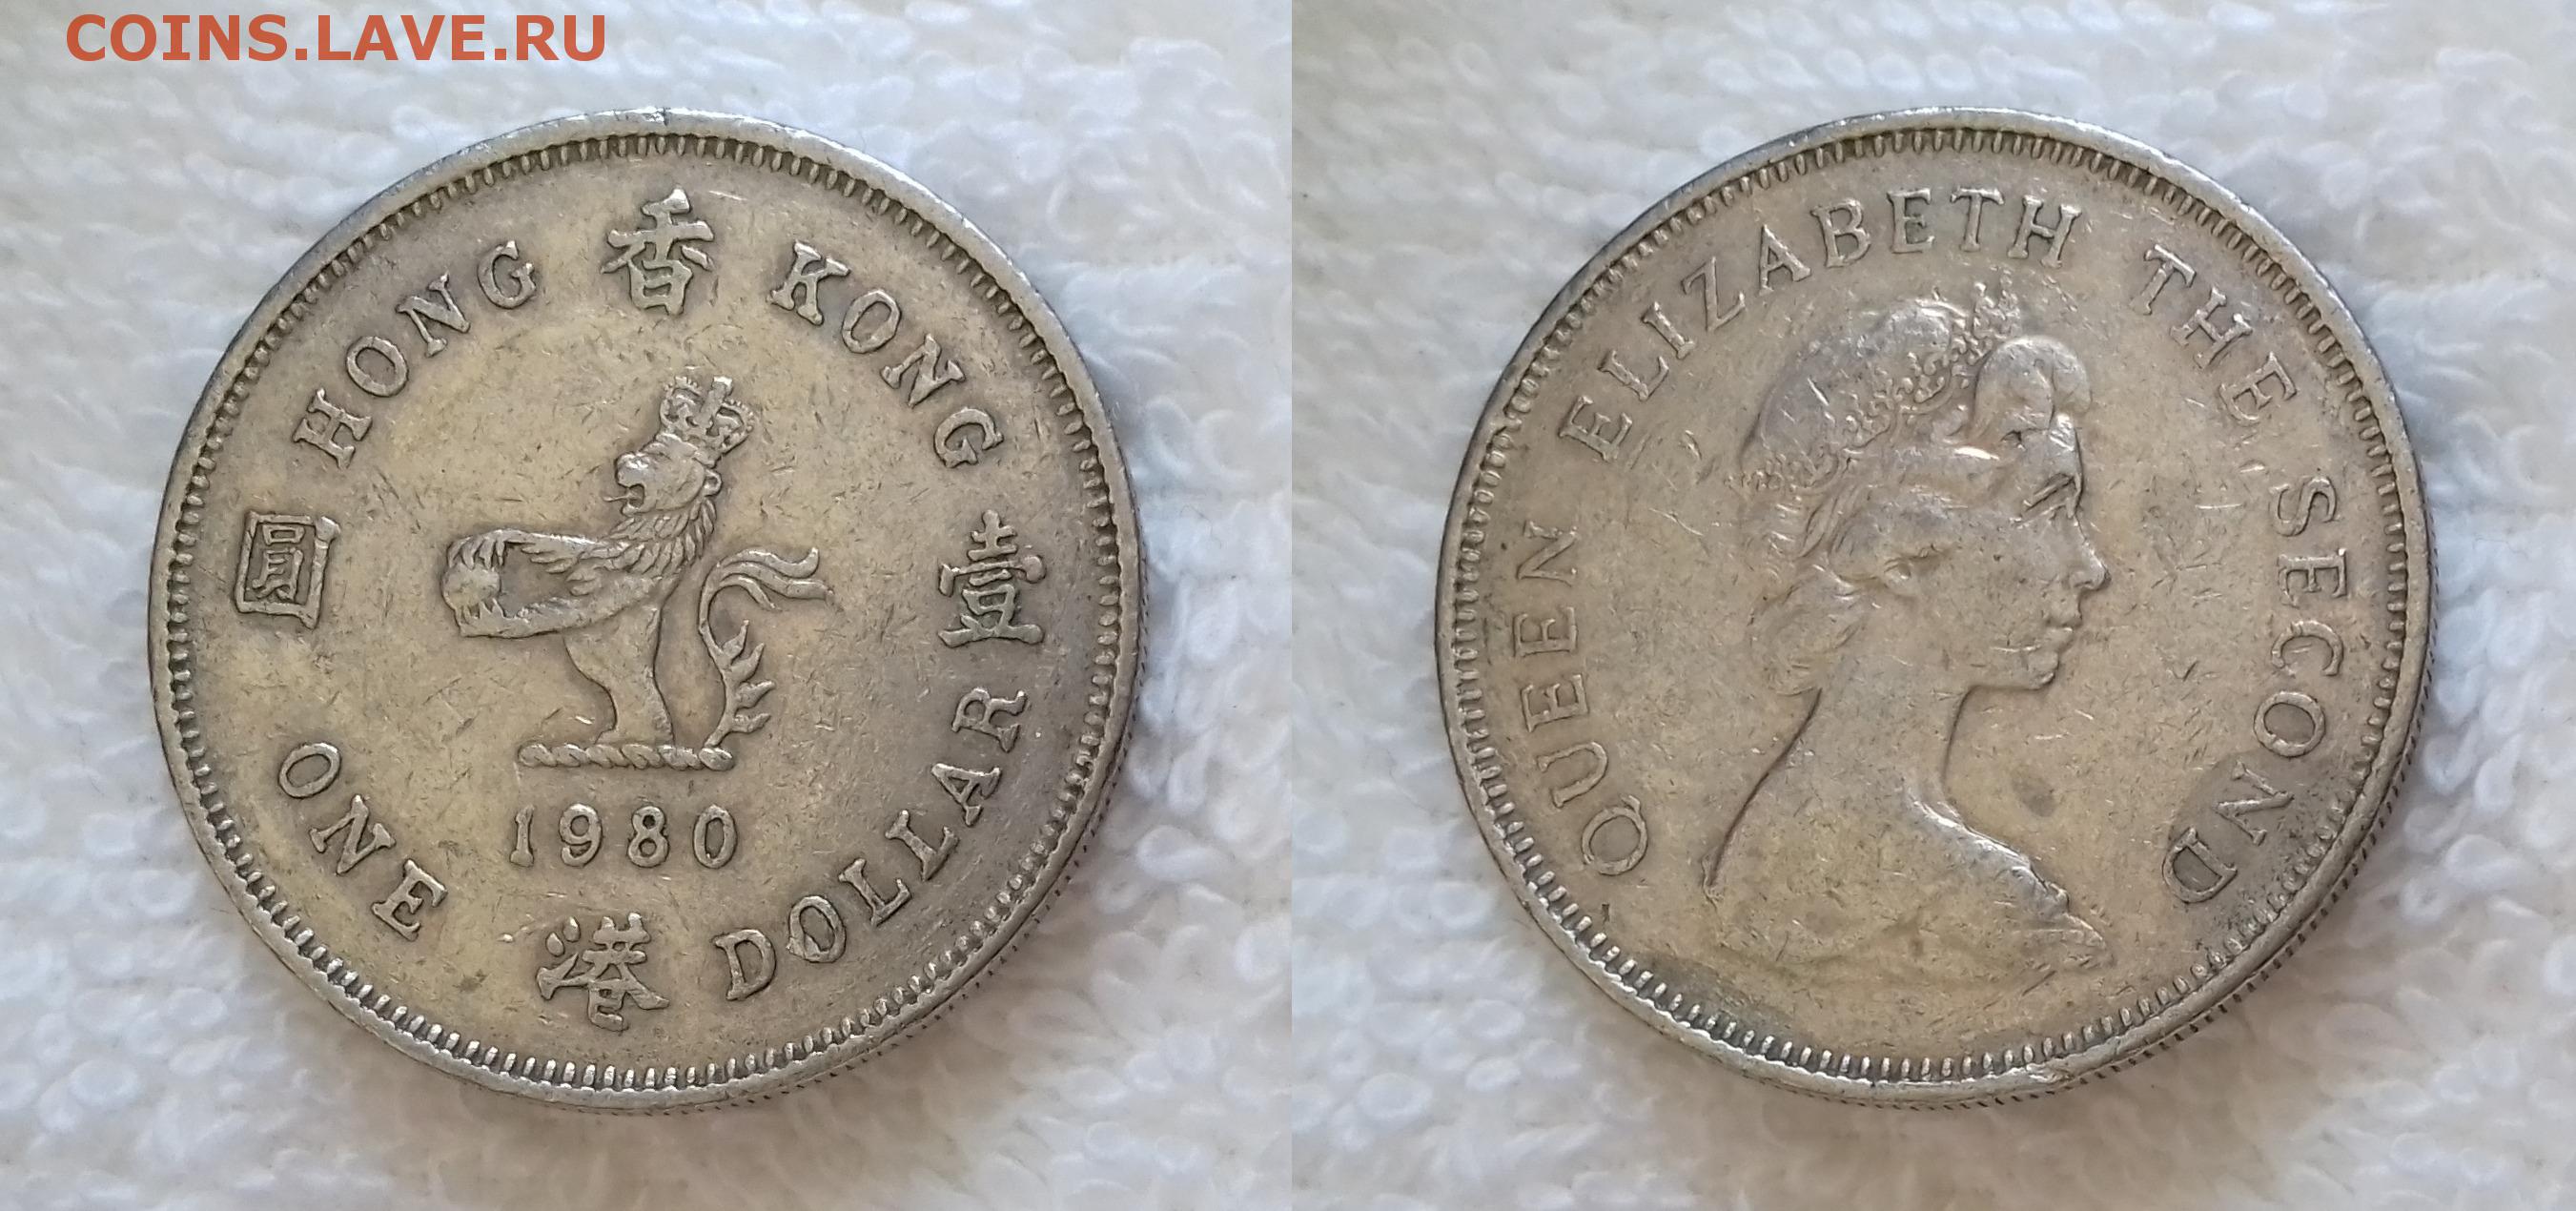 COINS.LAVE.RU
HONG 香 KONG
圓 壹
1980
ONE 港 DOLLAR
QUEEN ELIZABETH THE SECOND